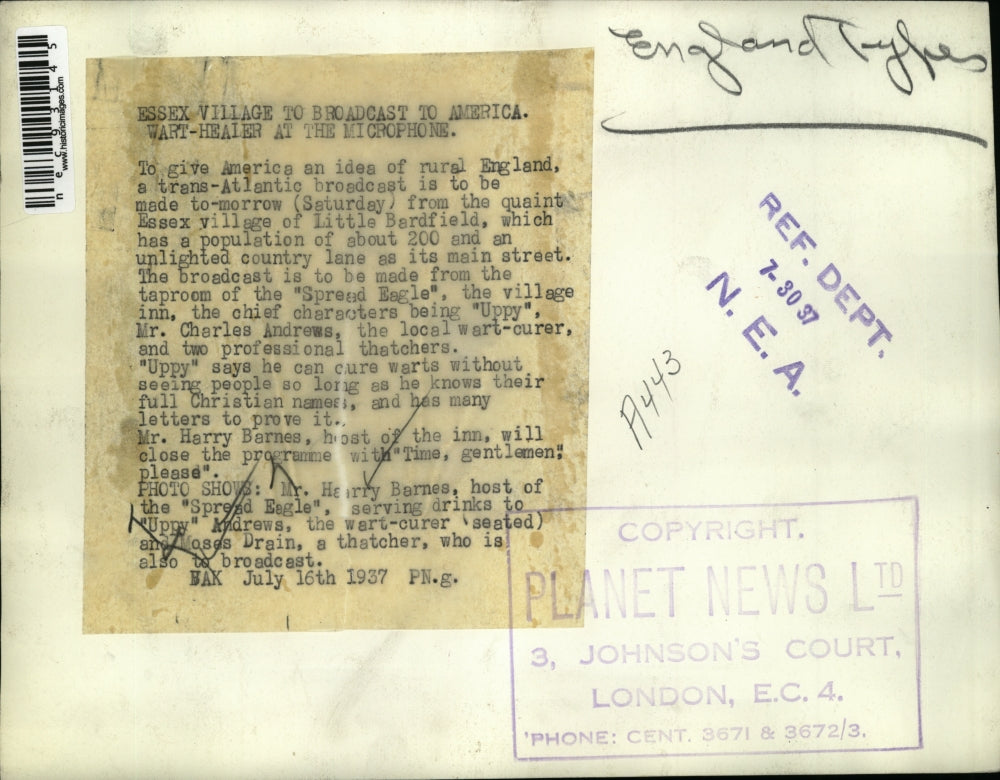 England Types
nec19314 5
www.historicimages.com
ESSEX VILLAGE TO BROADCAST TO AMERICA.
WART-HEALER AT THE MICROPHONE.
To give America an idea of rural England,
a trans-Atlantic broadcast is to be
made to-morrow (Saturday) from the quaint
Essex village of Little Bardfield, which
has a population of about 200 and an
unlighted country lane as its main street.
The broadcast is to be made from the
taproom of the "Spread Eagle", the village
inn, the chief characters being "Uppy",
Mr. Charles Andrews, the local wart-curer,
and two professional thatchers.
"Uppy" says he can cure warts without
seeing people so long as he knows their
full Christian names, and has many
letters to prove it.
Mr. Harry Barnes, host of the inn, will
close the programme with "Time, gentlemen,
please".
PHOTO SHOWS: Mr. Harry Barnes, host of
the "Spread Eagle", serving drinks to
"Uppy" Andrews, the wart-curer (seated)
and Moses Drain, a thatcher, who is
also to broadcast.
July 16th 1937 PN.g.
REF. DEPT.
7-30 37
N. E. A.
A443
COPYRIGHT.
PLANET NEWS LTD
3, JOHNSON'S COURT,
LONDON, E.C. 4.
'PHONE: CENT. 3671 & 3672/3.